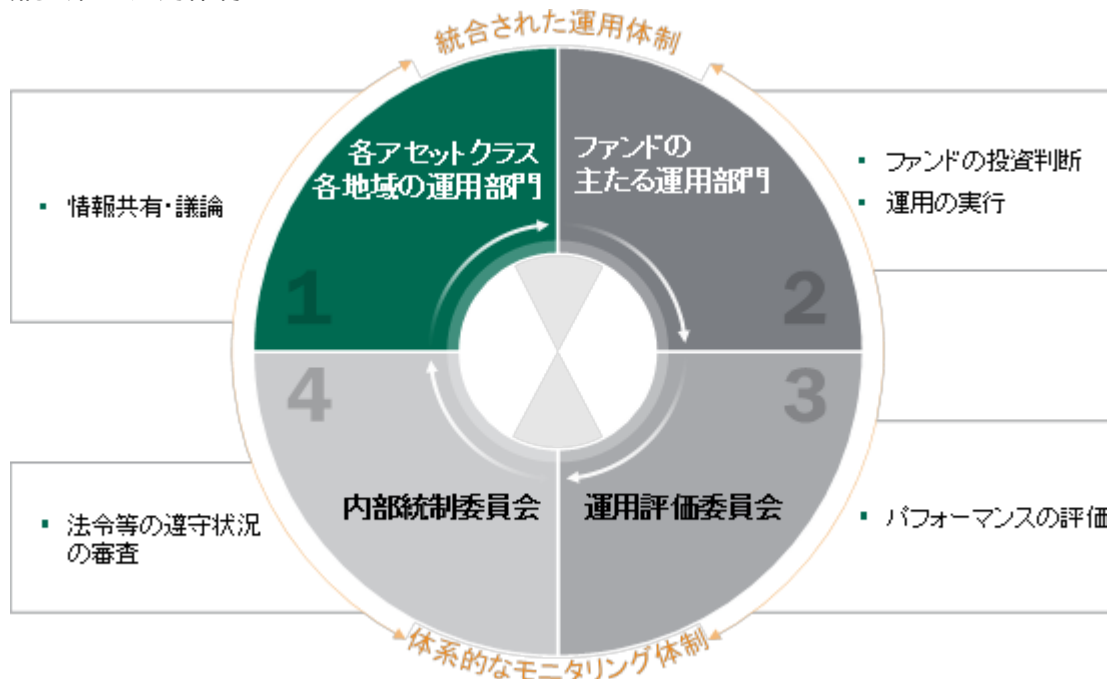 統合された運用体制
各アセットクラス
各地域の運用部門
ファンドの
主たる運用部門
▪ 情報共有・議論
▪ ファンドの投資判断
▪ 運用の実行
1
2
4
3
内部統制委員会
運用評価委員会
▪ 法令等の遵守状況
の審査
▪ パフォーマンスの評価
体系的なモニタリング体制